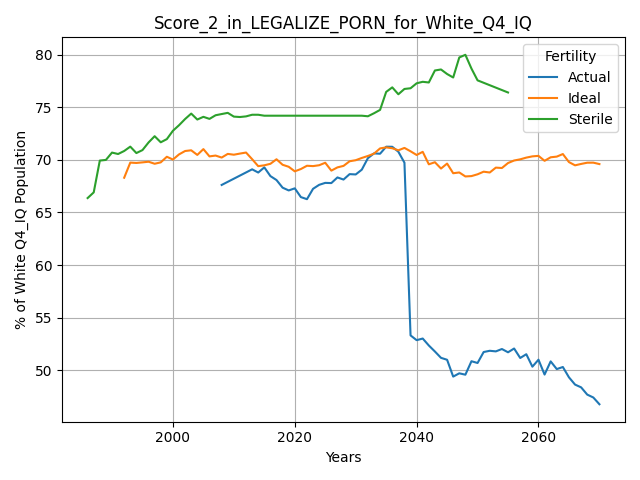 Score_2_in_LEGALIZE_PORN_for_White_Q4_IQ
% of White Q4_IQ Population
80
75
70
65
60
55
50
Fertility
Actual
Ideal
Sterile
2000
2020
2040
2060
Years